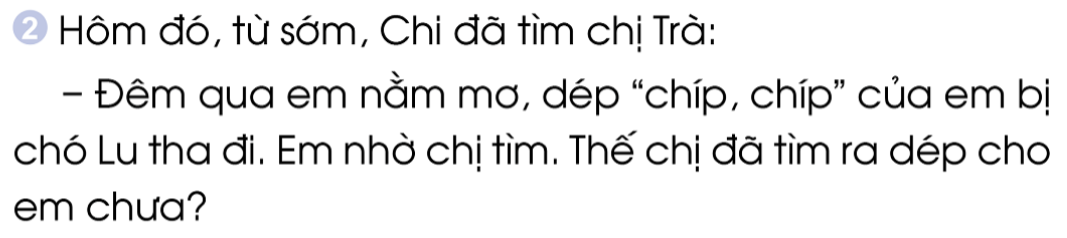 2 Hôm đó, từ sớm, Chi đã tìm chị Trà:
– Đêm qua em nằm mơ, dép “chíp, chíp” của em bị
chó Lu tha đi. Em nhờ chị tìm. Thế chị đã tìm ra dép cho
em chưa?